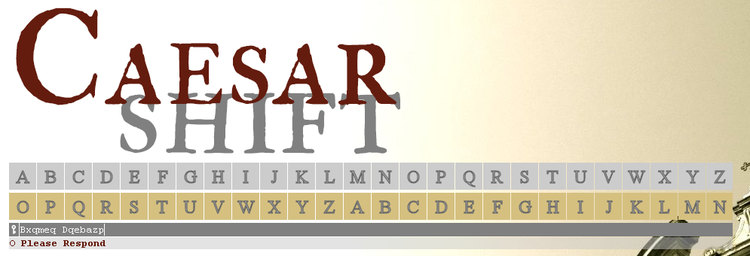 CAESAR
SHIFT
A B C D E F G H I J K L M N O P Q R S T U V W X Y Z
O P Q R S T U V W X Y Z A B C D E F G H I J K L M N
Bxqmeq Dqebazp
O Please Respond